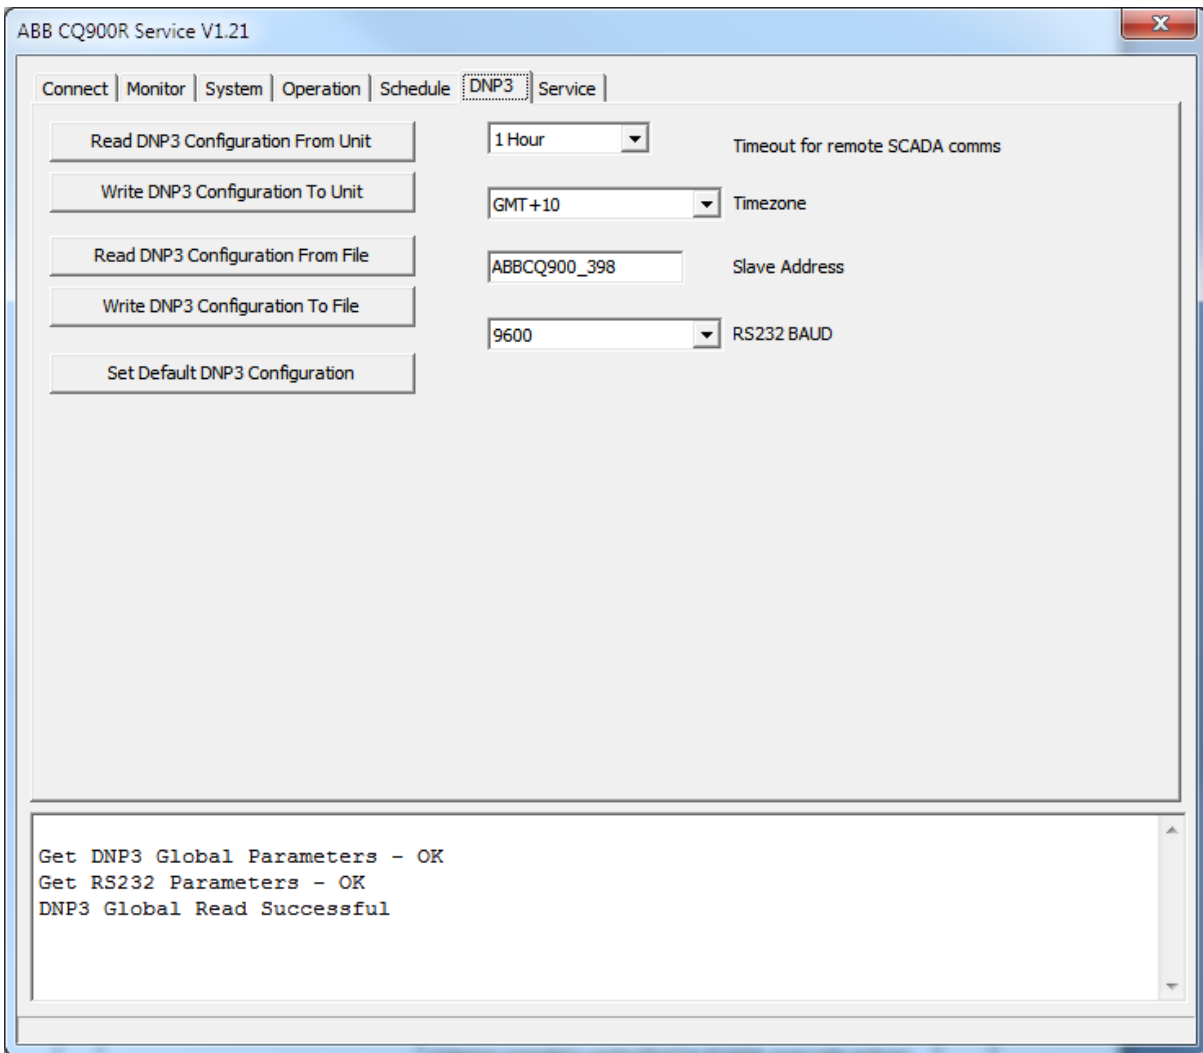 ABB CQ900R Service V1.21
Connect Monitor System Operation Schedule DNP3 Service
Read DNP3 Configuration From Unit
Write DNP3 Configuration To Unit
Read DNP3 Configuration From File
Write DNP3 Configuration To File
Set Default DNP3 Configuration
1 Hour Timeout for remote SCADA comms
GMT+10 Timezone
ABBCQ900_398 Slave Address
9600 RS232 BAUD
Get DNP3 Global Parameters - OK
Get RS232 Parameters - OK
DNP3 Global Read Successful